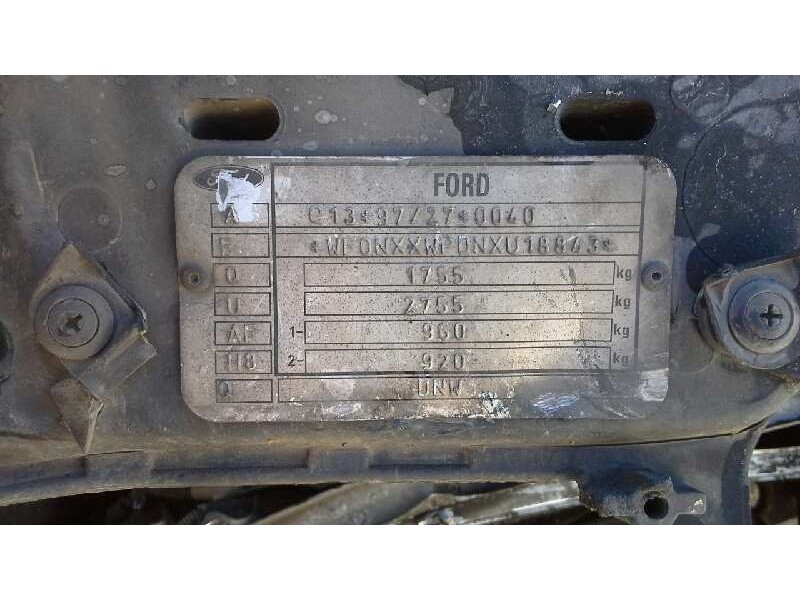 FORD
A e13*97/27*0040
*WF0NXXWPDNXU18843*
1755 kg
U 2755 kg
AF 1- 960 kg
118 2- 920 kg
DNW